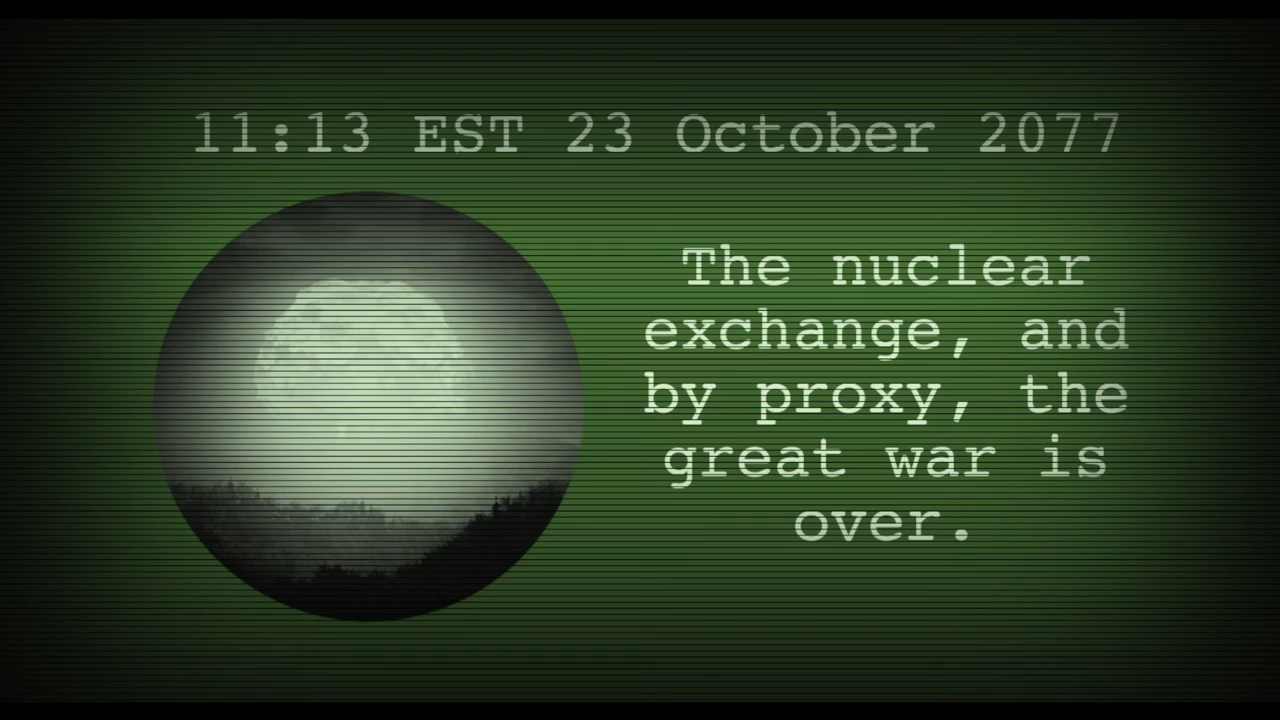 11:13 EST 23 October 2077
The nuclear
exchange, and
by proxy, the
great war is
over.